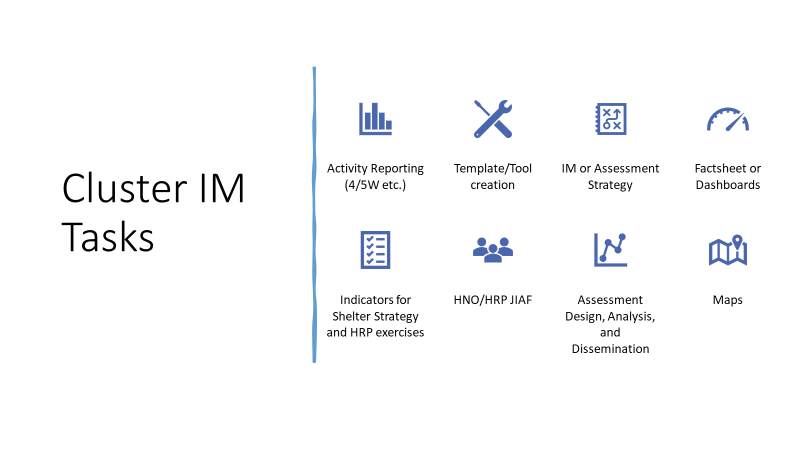 Cluster IM
Tasks
Activity Reporting
(4/5W etc.)
Template/Tool
creation
IM or Assessment
Strategy
Factsheet or
Dashboards
Indicators for
Shelter Strategy
and HRP exercises
HNO/HRP JIAF
Assessment
Design, Analysis,
and
Dissemination
Maps